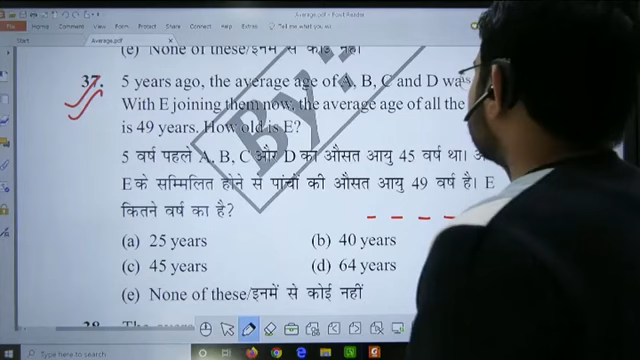 Average.pdf - Foxit Reader
Home Comment View Form Protect Share Connect Help Extras Tell me what you want
Start Average.pdf
(e) None of these/इनमें से कोई नहीं
37. 5 years ago, the average age of A, B, C and D was
With E joining them now, the average age of all the
is 49 years. How old is E?
By:
5 वर्ष पहले A, B, C और D की औसत आयु 45 वर्ष था।
E के सम्मिलित होने से पांचों की औसत आयु 49 वर्ष है। E
कितने वर्ष का है?
(a) 25 years (b) 40 years
(c) 45 years (d) 64 years
(e) None of these/इनमें से कोई नहीं
38.
Type here to search